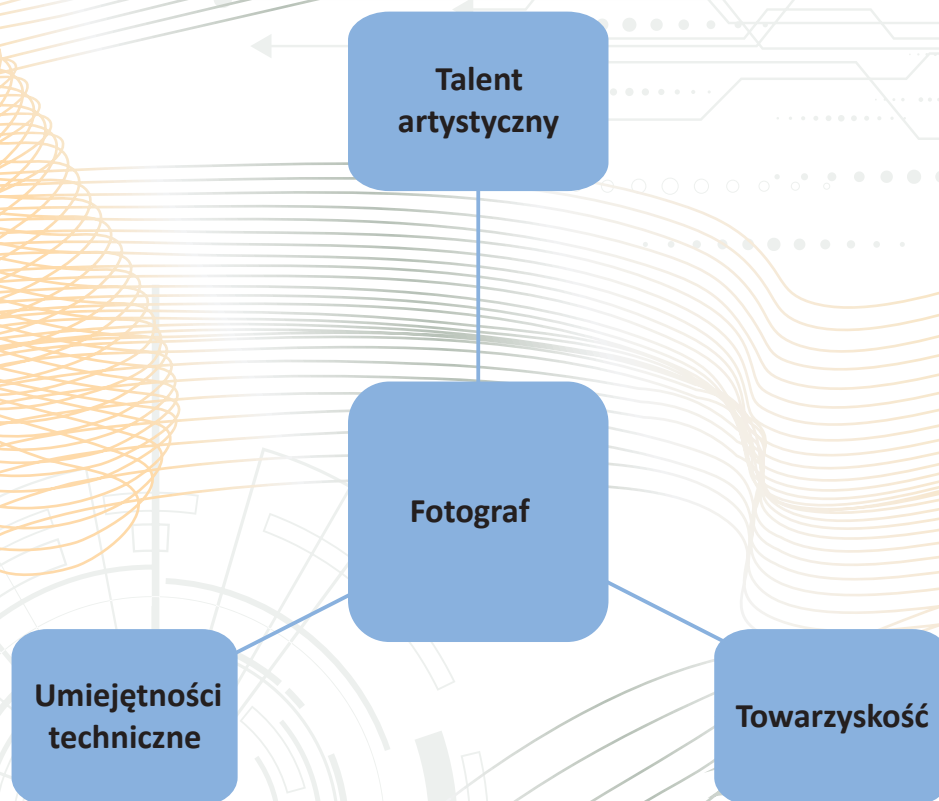 Talent
artystyczny
Fotograf
Umiejętności
techniczne
Towarzyskość